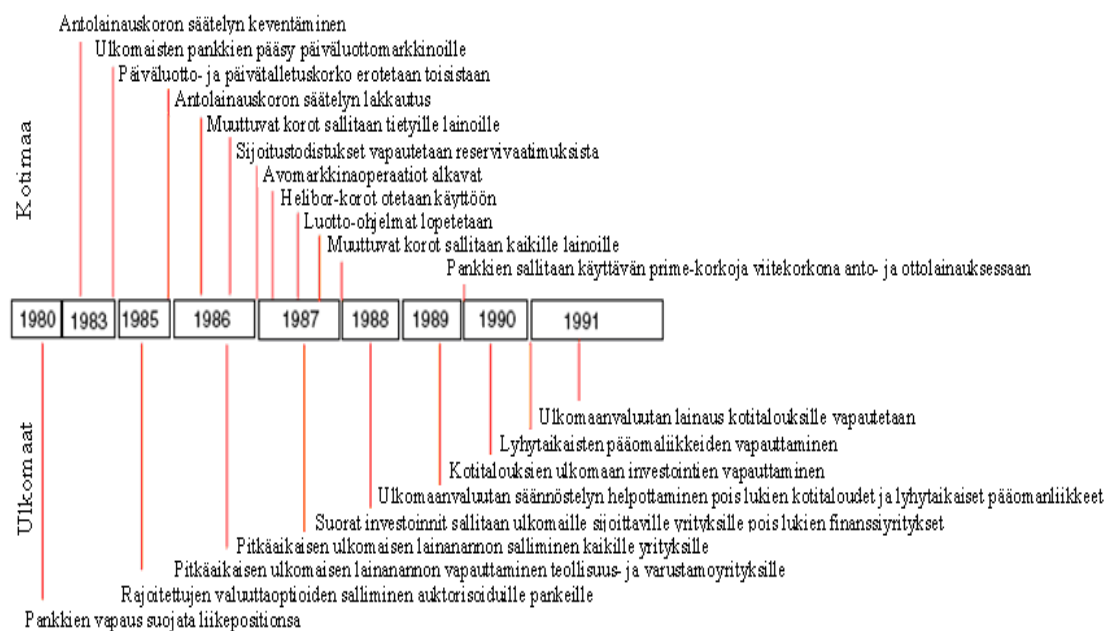 Antolainauskoron säätelyn keventäminen
Ulkomaisten pankkien pääsy päiväluottomarkkinoille
Päiväluotto- ja päivätalletuskorko erotetaan toisistaan
Antolainauskoron säätelyn lakkautus
Muuttuvat korot sallitaan tietyille lainoille
Sijoitustodistukset vapautetaan reservivaatimuksista
Avomarkkinaoperaatiot alkavat
Helibor-korot otetaan käyttöön
Luotto-ohjelmat lopetetaan
Muuttuvat korot sallitaan kaikille lainoille
Pankkien sallitaan käyttävän prime-korkoja viitekorkona anto- ja ottolainauksessaan
Kotimaa
1980 1983 1985 1986 1987 1988 1989 1990 1991
Ulkomaat
Ulkomaanvaluutan lainaus kotitalouksille vapautetaan
Lyhytaikaisten pääomaliikkeiden vapauttaminen
Kotitalouksien ulkomaan investointien vapauttaminen
Ulkomaanvaluutan säännöstelyn helpottaminen pois lukien kotitaloudet ja lyhytaikaiset pääomanliikkeet
Suorat investoinnit sallitaan ulkomaille sijoittaville yrityksille pois lukien finanssiyritykset
Pitkäaikaisen ulkomaisen lainanannon salliminen kaikille yrityksille
Pitkäaikaisen ulkomaisen lainanannon vapauttaminen teollisuus- ja varustamoyrityksille
Rajoitettujen valuuttaoptioiden salliminen auktorisoiduille pankeille
Pankkien vapaus suojata liikepositionsa